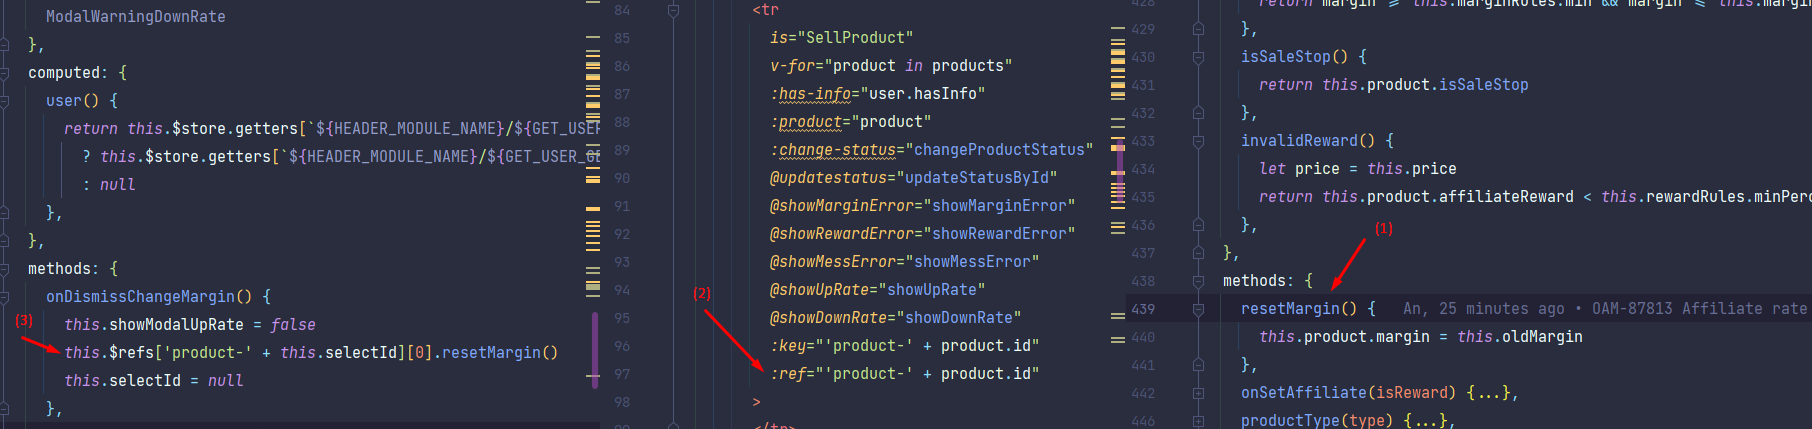 ModalWarningDownRate
},
computed: {
user() {
return this.$store.getters[`${HEADER_MODULE_NAME}/${GET_USER
? this.$store.getters[`${HEADER_MODULE_NAME}/${GET_USER_GE
: null
},
},
methods: {
onDismissChangeMargin() {
(3)
this.showModalUpRate = false
this.$refs['product-' + this.selectId][0].resetMargin()
this.selectId = null
},
84 <tr
85 is="SellProduct"
86 v-for="product in products"
87 :has-info="user.hasInfo"
88 :product="product"
89 :change-status="changeProductStatus"
90 @updatestatus="updateStatusById"
91 @showMarginError="showMarginError"
92 @showRewardError="showRewardError"
93 @showMessError="showMessError"
94 @showUpRate="showUpRate"
(2)
95 @showDownRate="showDownRate"
96 :key="'product-' + product.id"
97 :ref="'product-' + product.id"
98 >
</tr>
428 return margin >= this.marginRules.min && margin <= this.margin
429 },
430 isSaleStop() {
431 return this.product.isSaleStop
432 },
433 invalidReward() {
434 let price = this.price
435 return this.product.affiliateReward < this.rewardRules.minPerc
436 },
(1)
437 },
438 methods: {
439 resetMargin() { An, 25 minutes ago • OAM-87813 Affiliate rate
440 this.product.margin = this.oldMargin
441 },
442 onSetAffiliate(isReward) {...},
446 productType(type) {...},